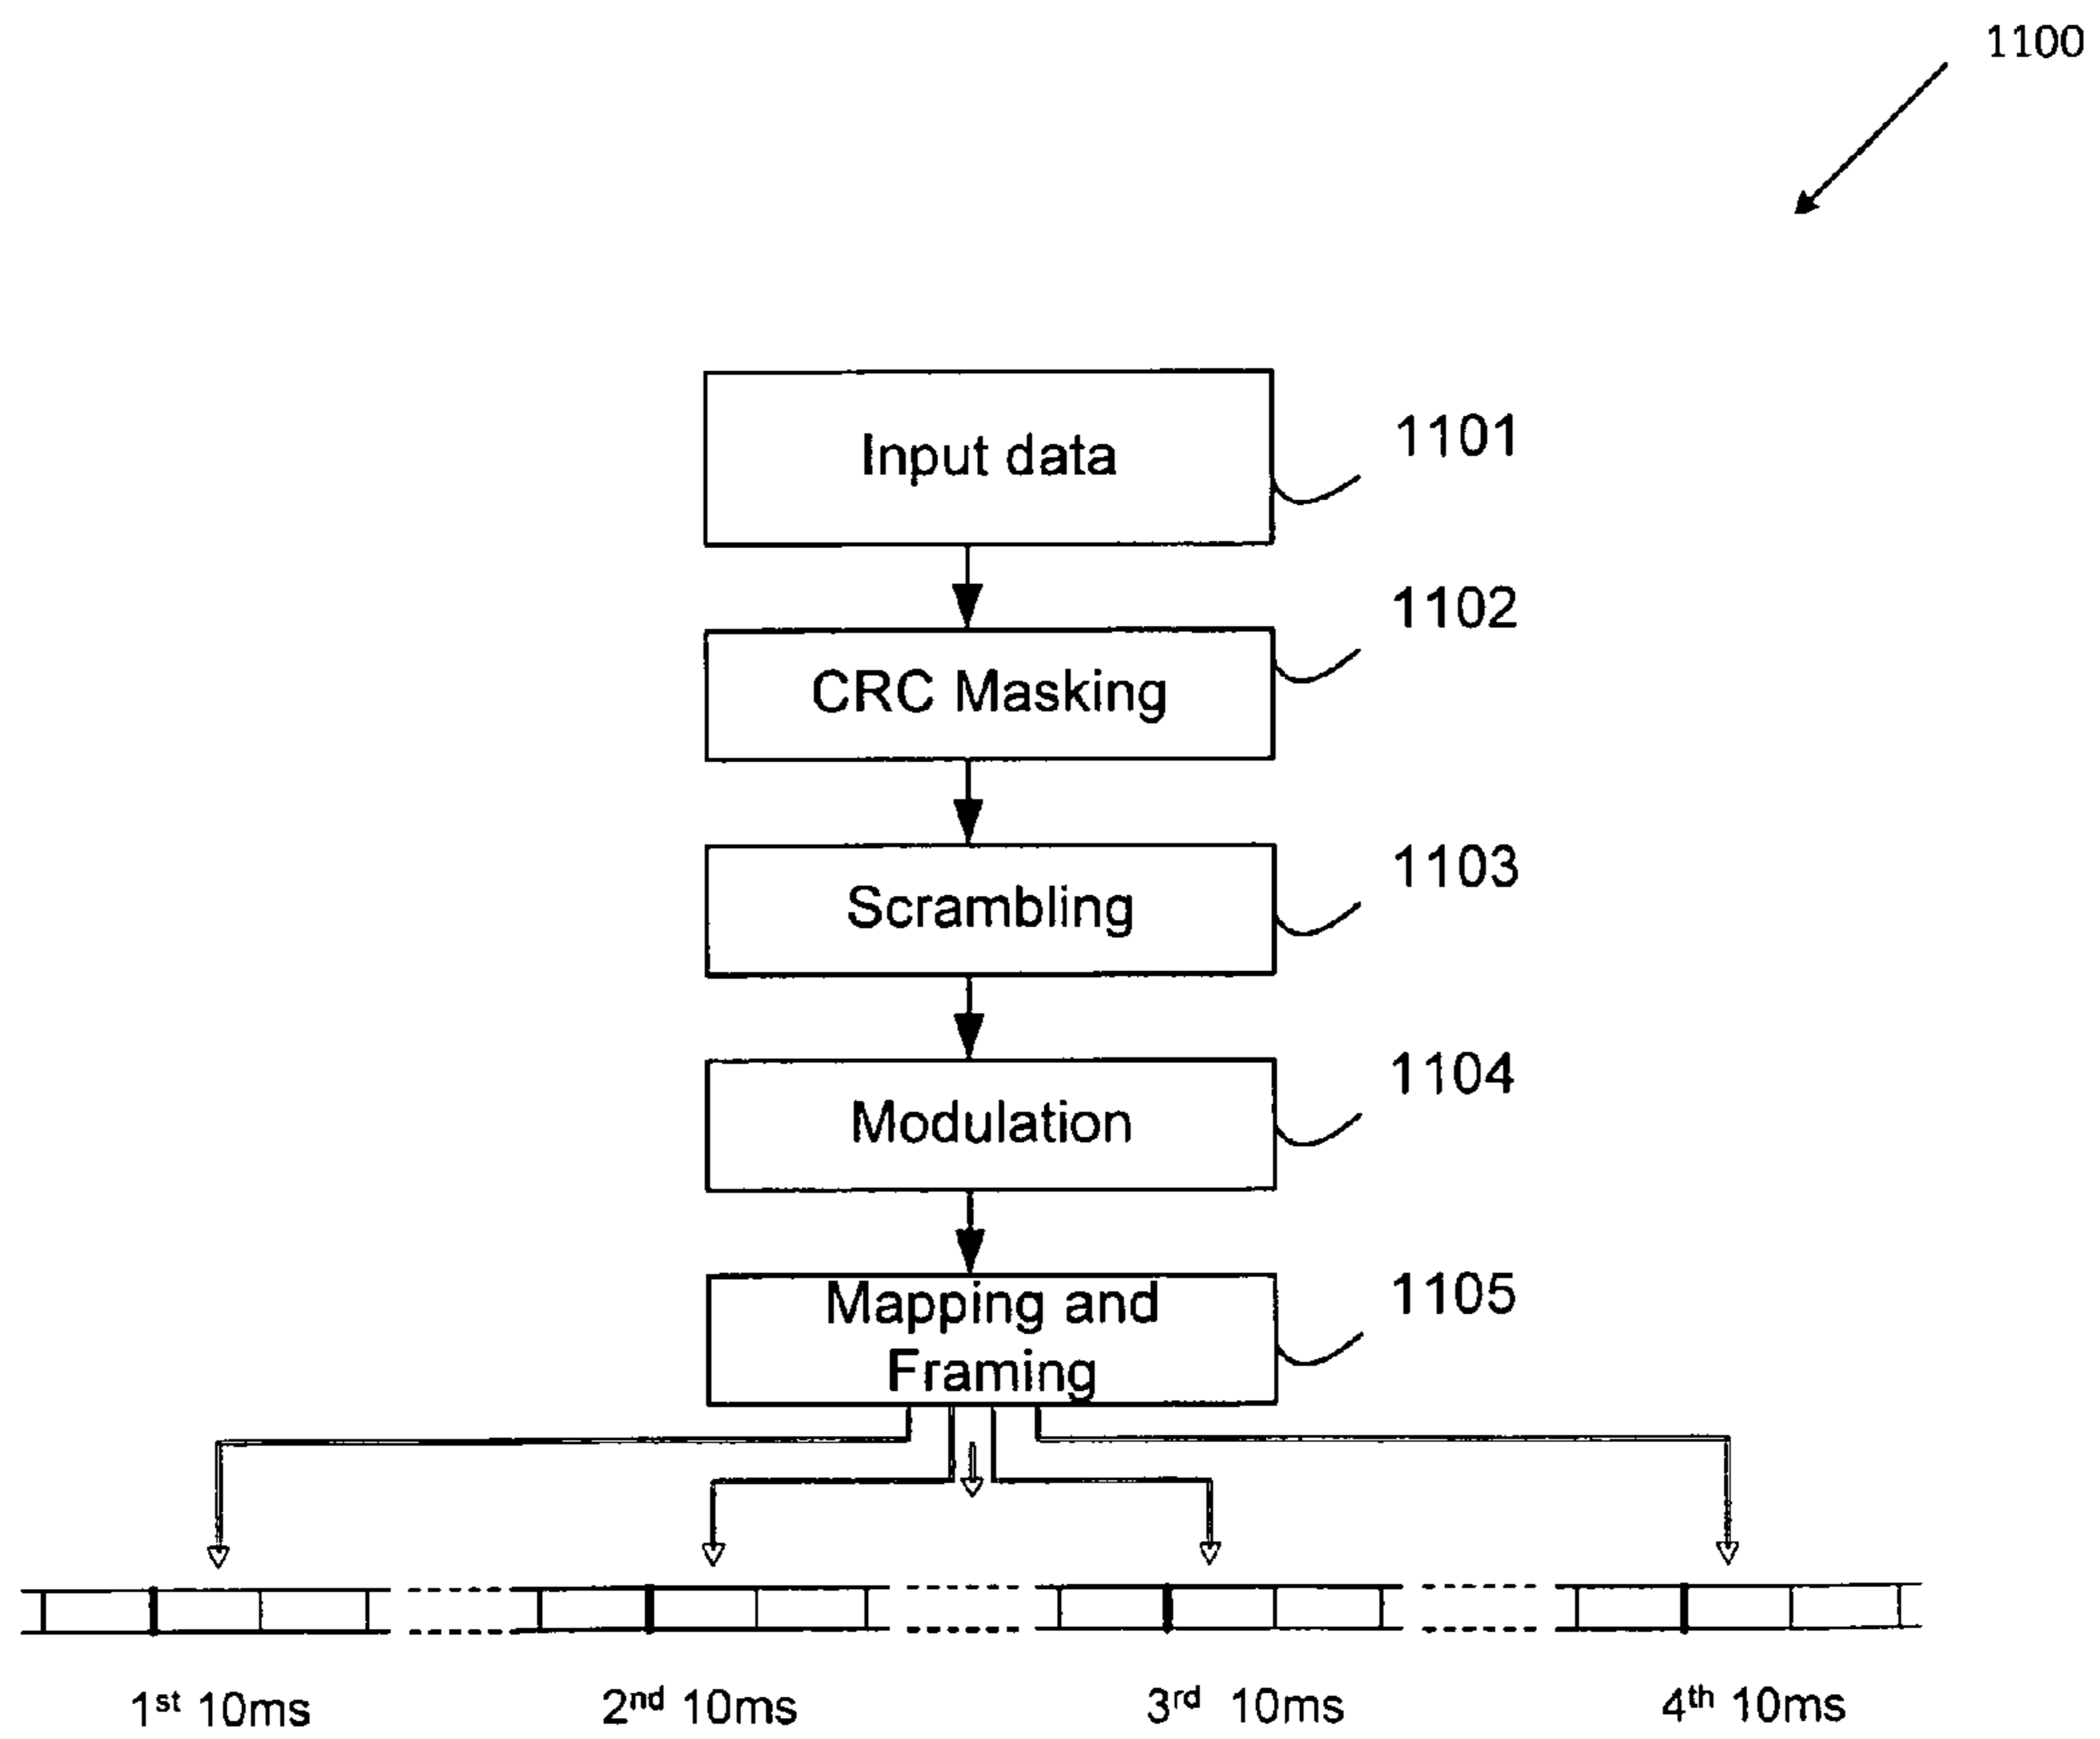 1100
Input data
1101
CRC Masking
1102
Scrambling
1103
Modulation
1104
Mapping and
Framing
1105
1st 10ms
2nd 10ms
3rd 10ms
4th 10ms